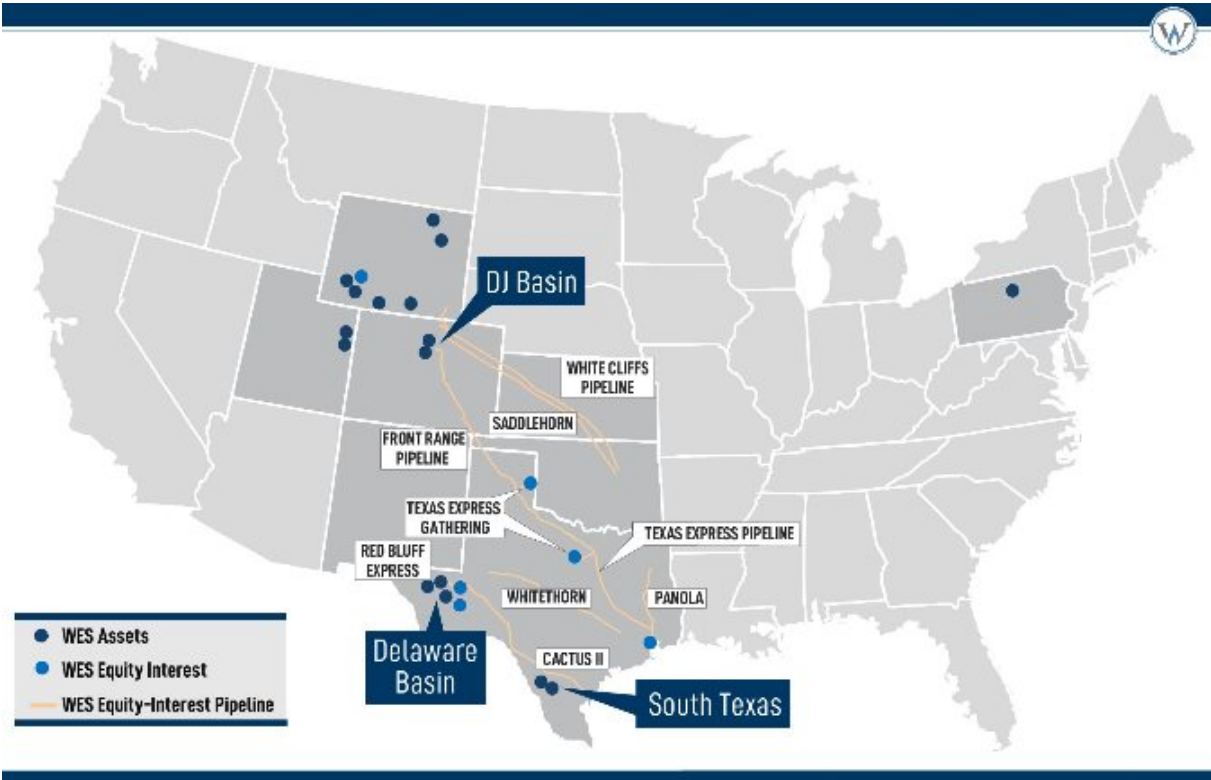 W
DJ Basin
WHITE CLIFFS
PIPELINE
SADDLEHORN
FRONT RANGE
PIPELINE
TEXAS EXPRESS
GATHERING
TEXAS EXPRESS PIPELINE
RED BLUFF
EXPRESS
WHITETHORN
PANOLA
Delaware
Basin
CACTUS II
South Texas
WES Assets
WES Equity Interest
WES Equity-Interest Pipeline